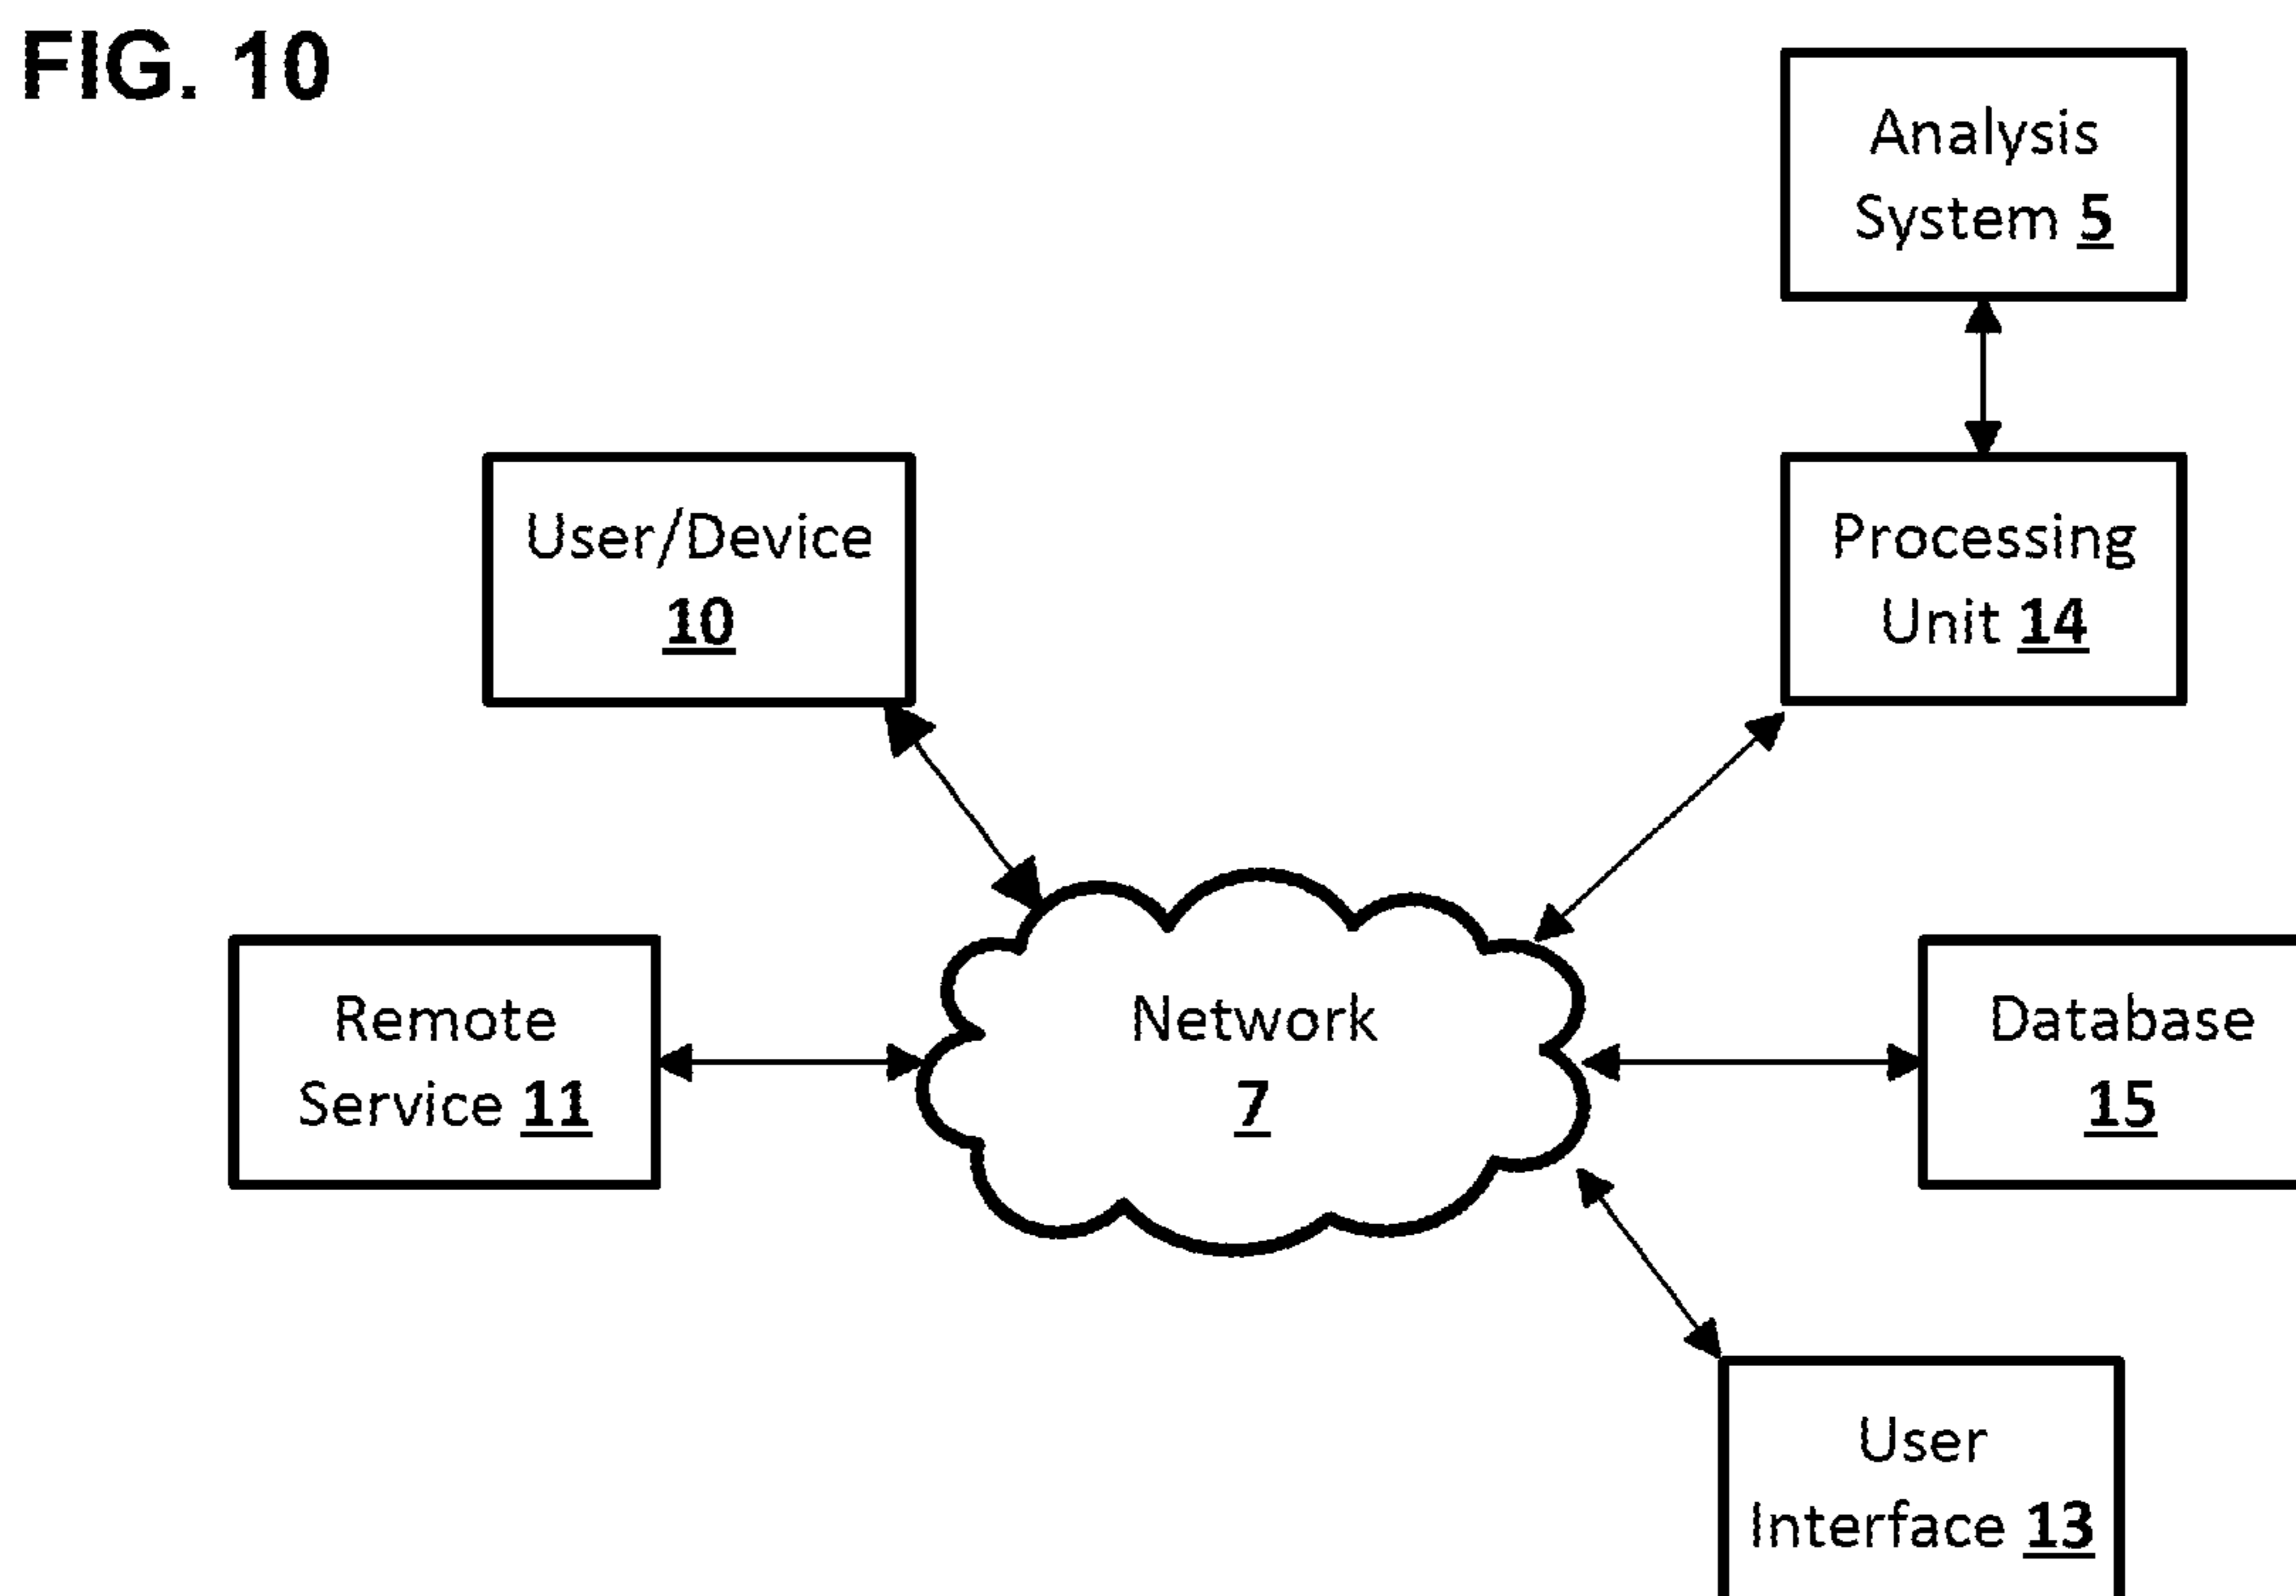 FIG. 10
Analysis
System 5
User/Device
10
Processing
Unit 14
Remote
Service 11
Network
7
Database
15
User
Interface 13